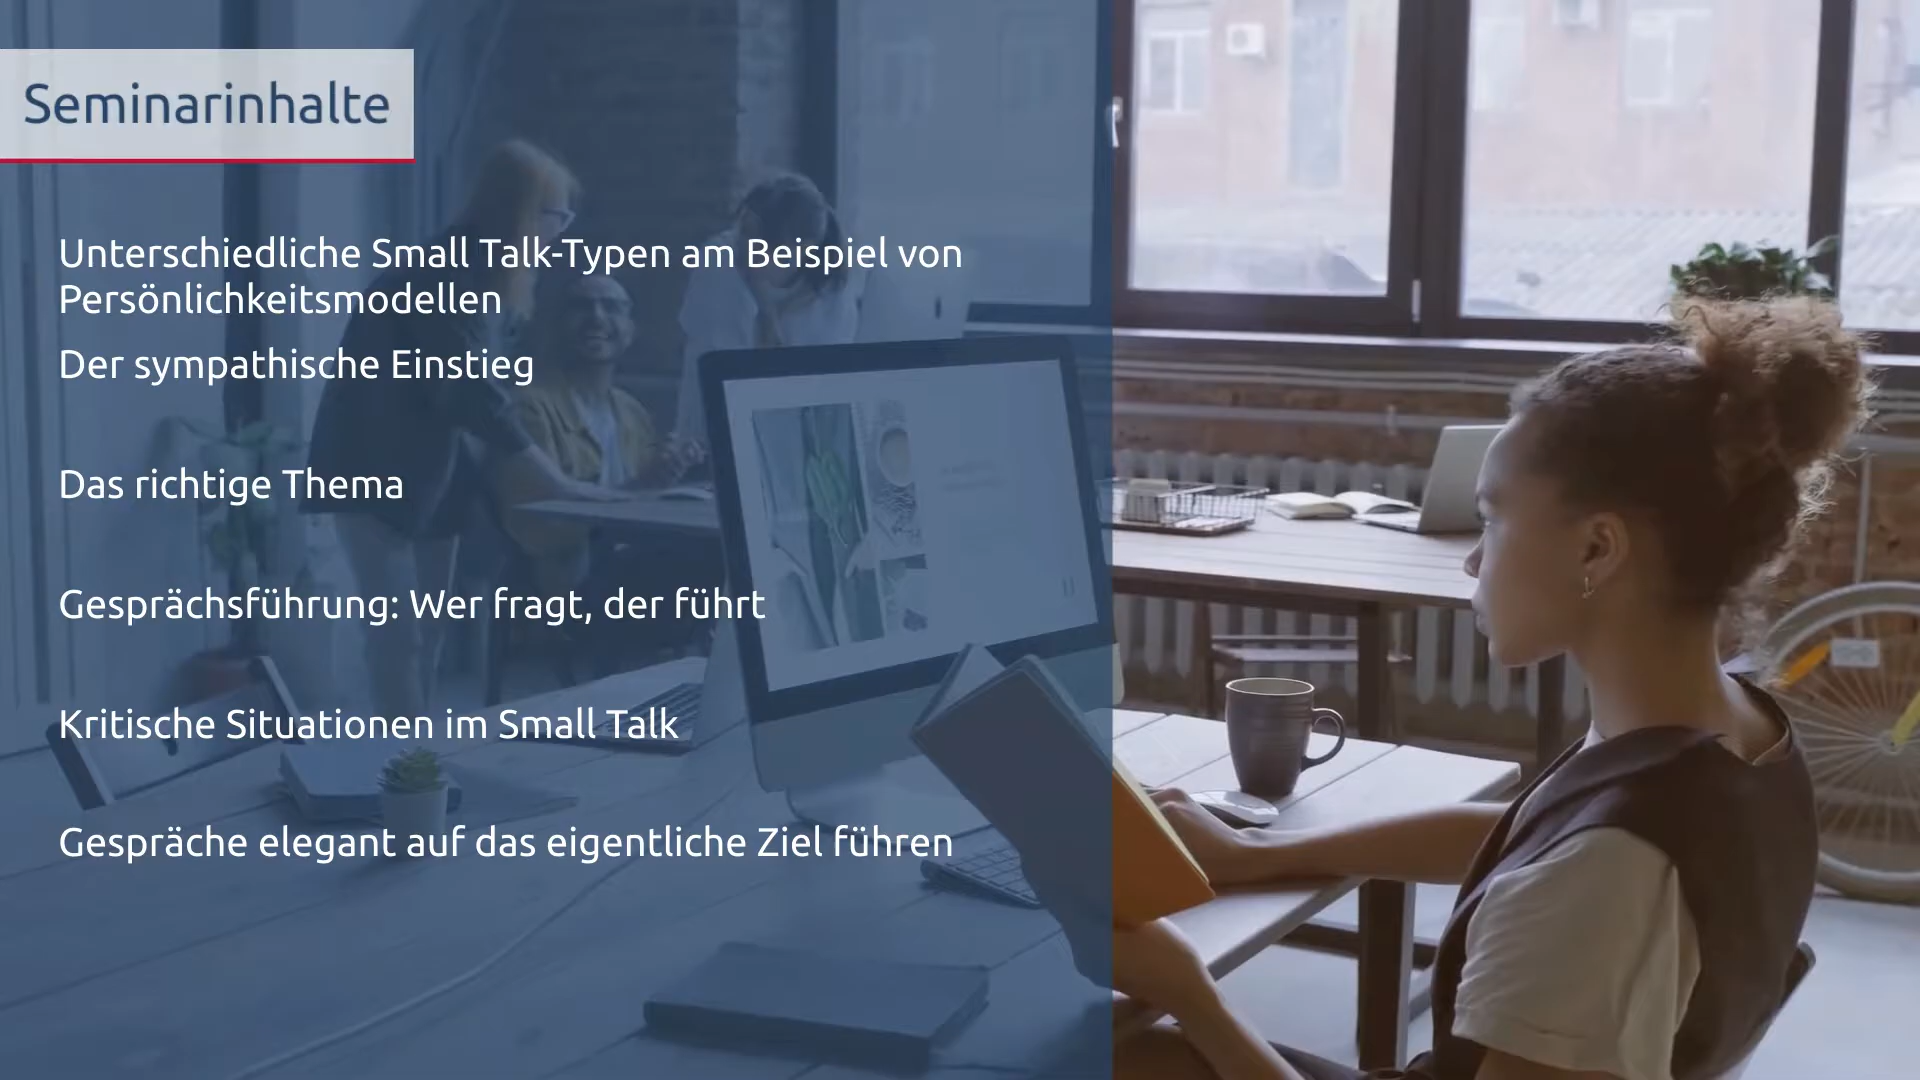 Seminarinhalte
Unterschiedliche Small Talk-Typen am Beispiel von
Persönlichkeitsmodellen
Der sympathische Einstieg
Das richtige Thema
Gesprächsführung: Wer fragt, der führt
Kritische Situationen im Small Talk
Gespräche elegant auf das eigentliche Ziel führen